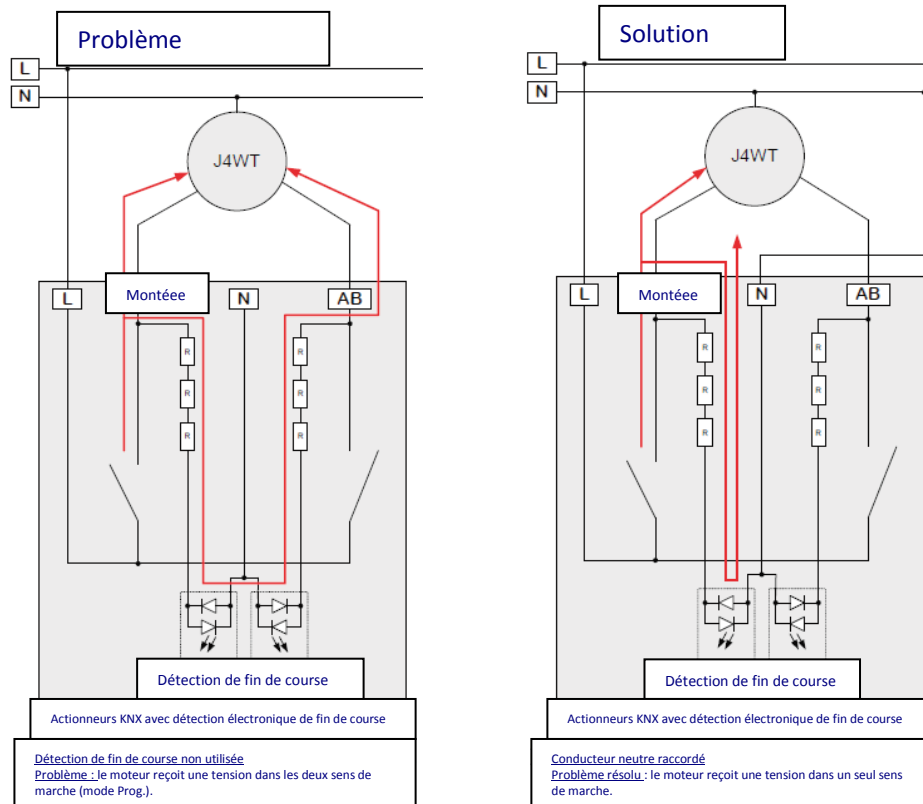 Problème
L
N
J4WT
L
Montéee
N
AB
R
R
R
R
R
R
Détection de fin de course
Actionneurs KNX avec détection électronique de fin de course
Détection de fin de course non utilisée
Problème : le moteur reçoit une tension dans les deux sens de
marche (mode Prog.).
Solution
L
N
J4WT
L
Montéee
N
AB
R
R
R
R
R
R
Détection de fin de course
Actionneurs KNX avec détection électronique de fin de course
Conducteur neutre raccordé
Problème résolu : le moteur reçoit une tension dans un seul sens
de marche.